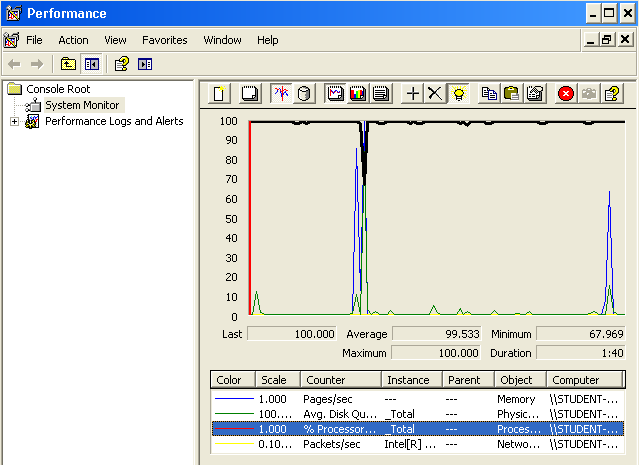 Performance
File Action View Favorites Window Help
Console Root
System Monitor
Performance Logs and Alerts
100
90
80
70
60
50
40
30
20
10
0
Last 100.000 Average 99.533 Minimum 67.969
Maximum 100.000 Duration 1:40
Color Scale Counter Instance Parent Object Computer
1.000 Pages/sec --- --- Memory \\STUDENT-...
100.... Avg. Disk Qu... _Total --- Physic... \\STUDENT-...
1.000 % Processor... _Total --- Proces... \\STUDENT-...
0.10... Packets/sec Intel[R] ... --- Netwo... \\STUDENT-...